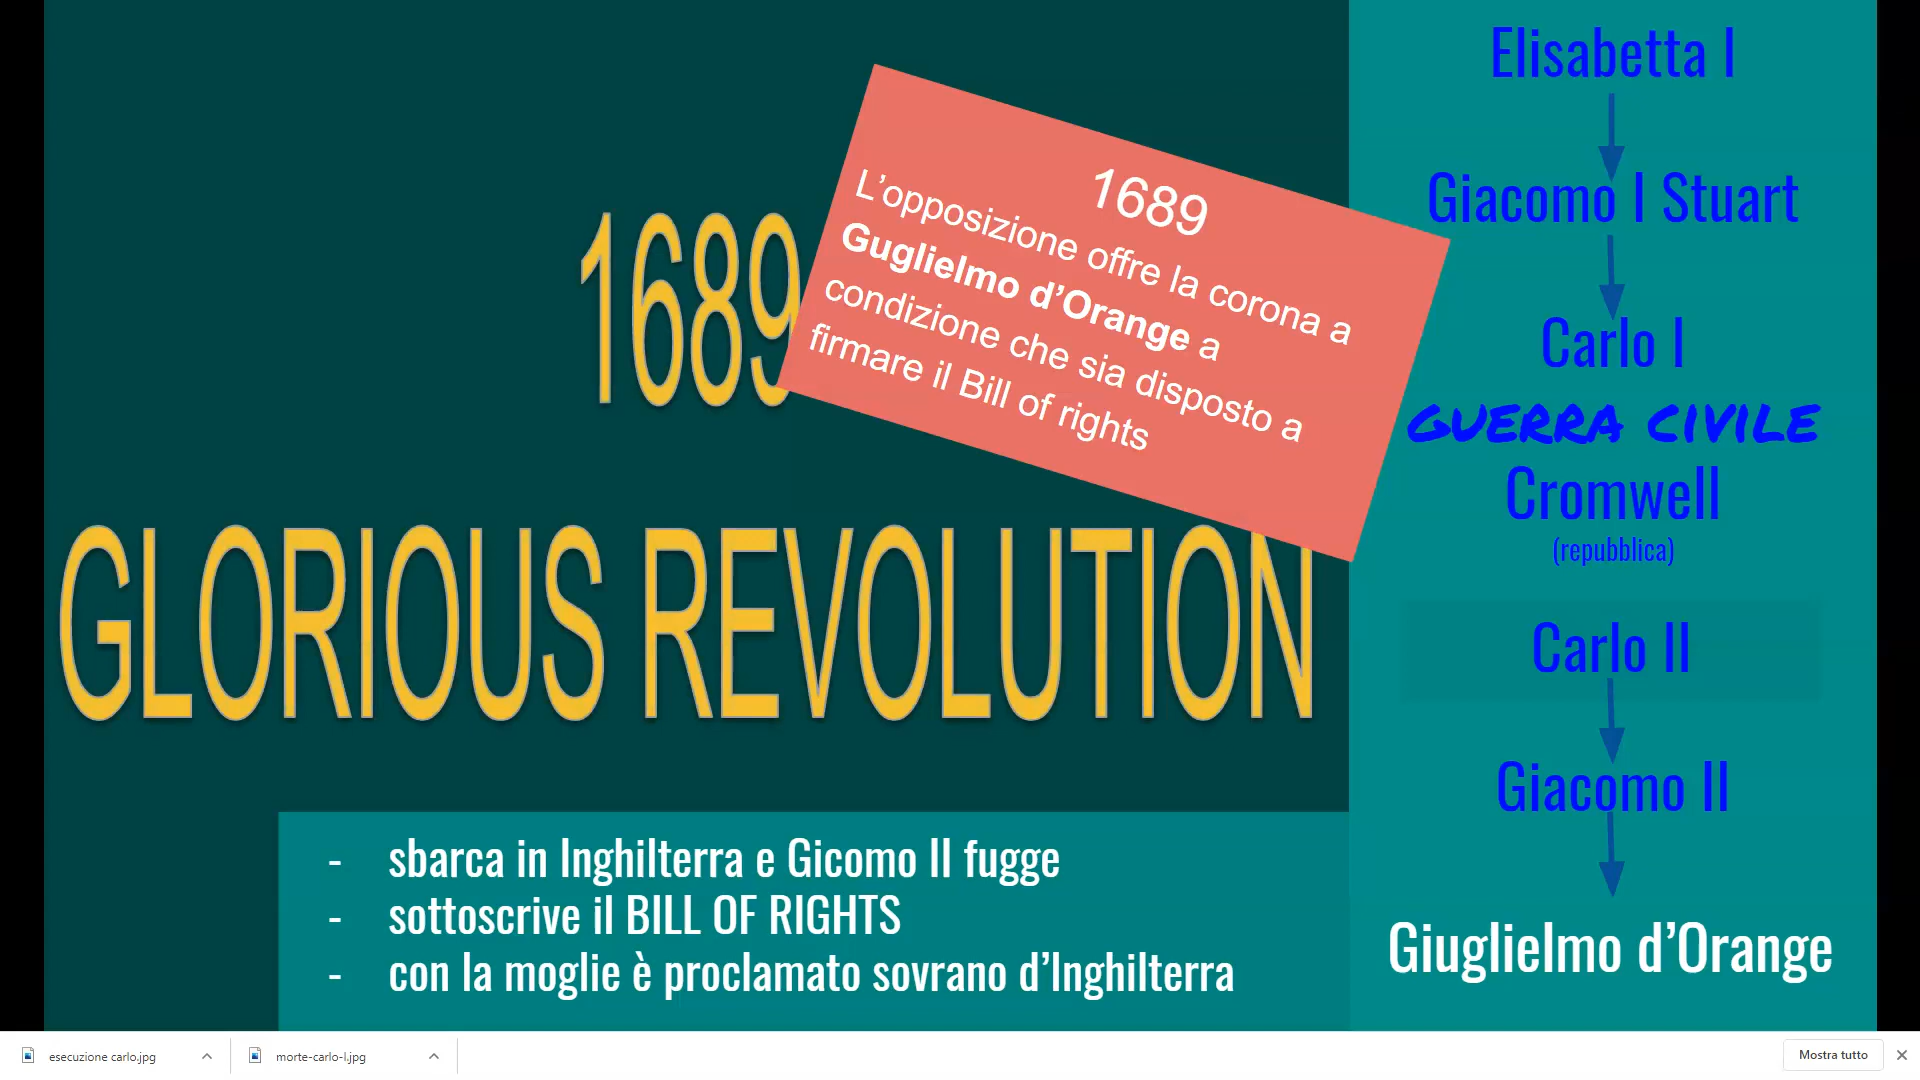 1689
GLORIOUS REVOLUTION
1689
L’opposizione offre la corona a
Guglielmo d’Orange a
condizione che sia disposto a
firmare il Bill of rights
- sbarca in Inghilterra e Gicomo II fugge
- sottoscrive il BILL OF RIGHTS
- con la moglie è proclamato sovrano d’Inghilterra
Elisabetta I
Giacomo I Stuart
Carlo I
GUERRA CIVILE
Cromwell
(repubblica)
Carlo II
Giacomo II
Giuglielmo d’Orange
esecuzione carlo.jpg
morte-carlo-I.jpg
Mostra tutto